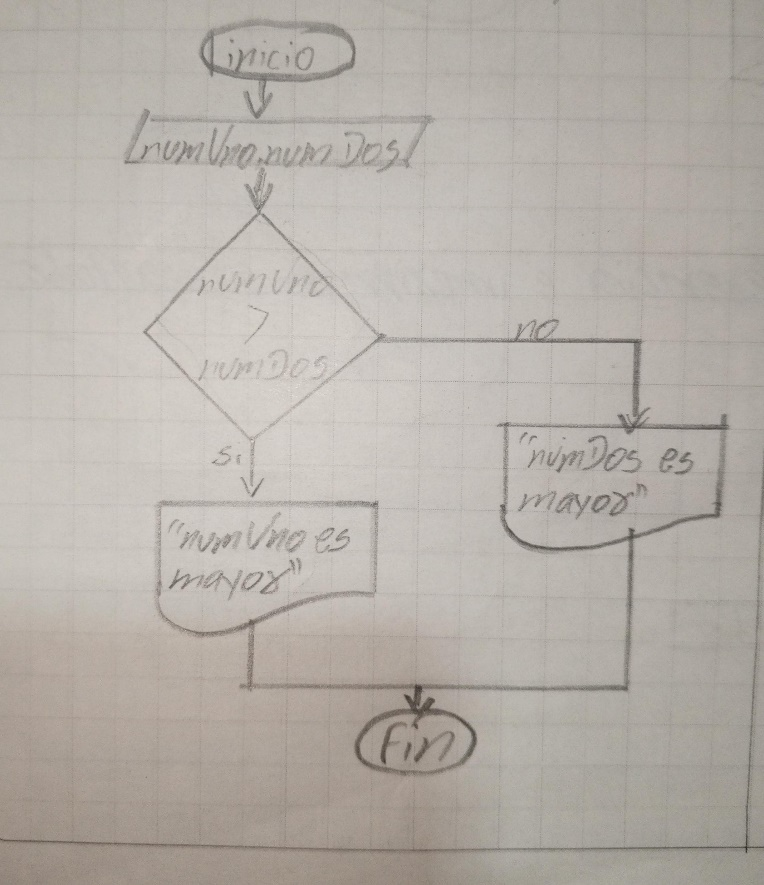 inicio
numUno, numDos
numUno
>
numDos
no
si
"numDos es
mayor"
"numUno es
mayor"
Fin